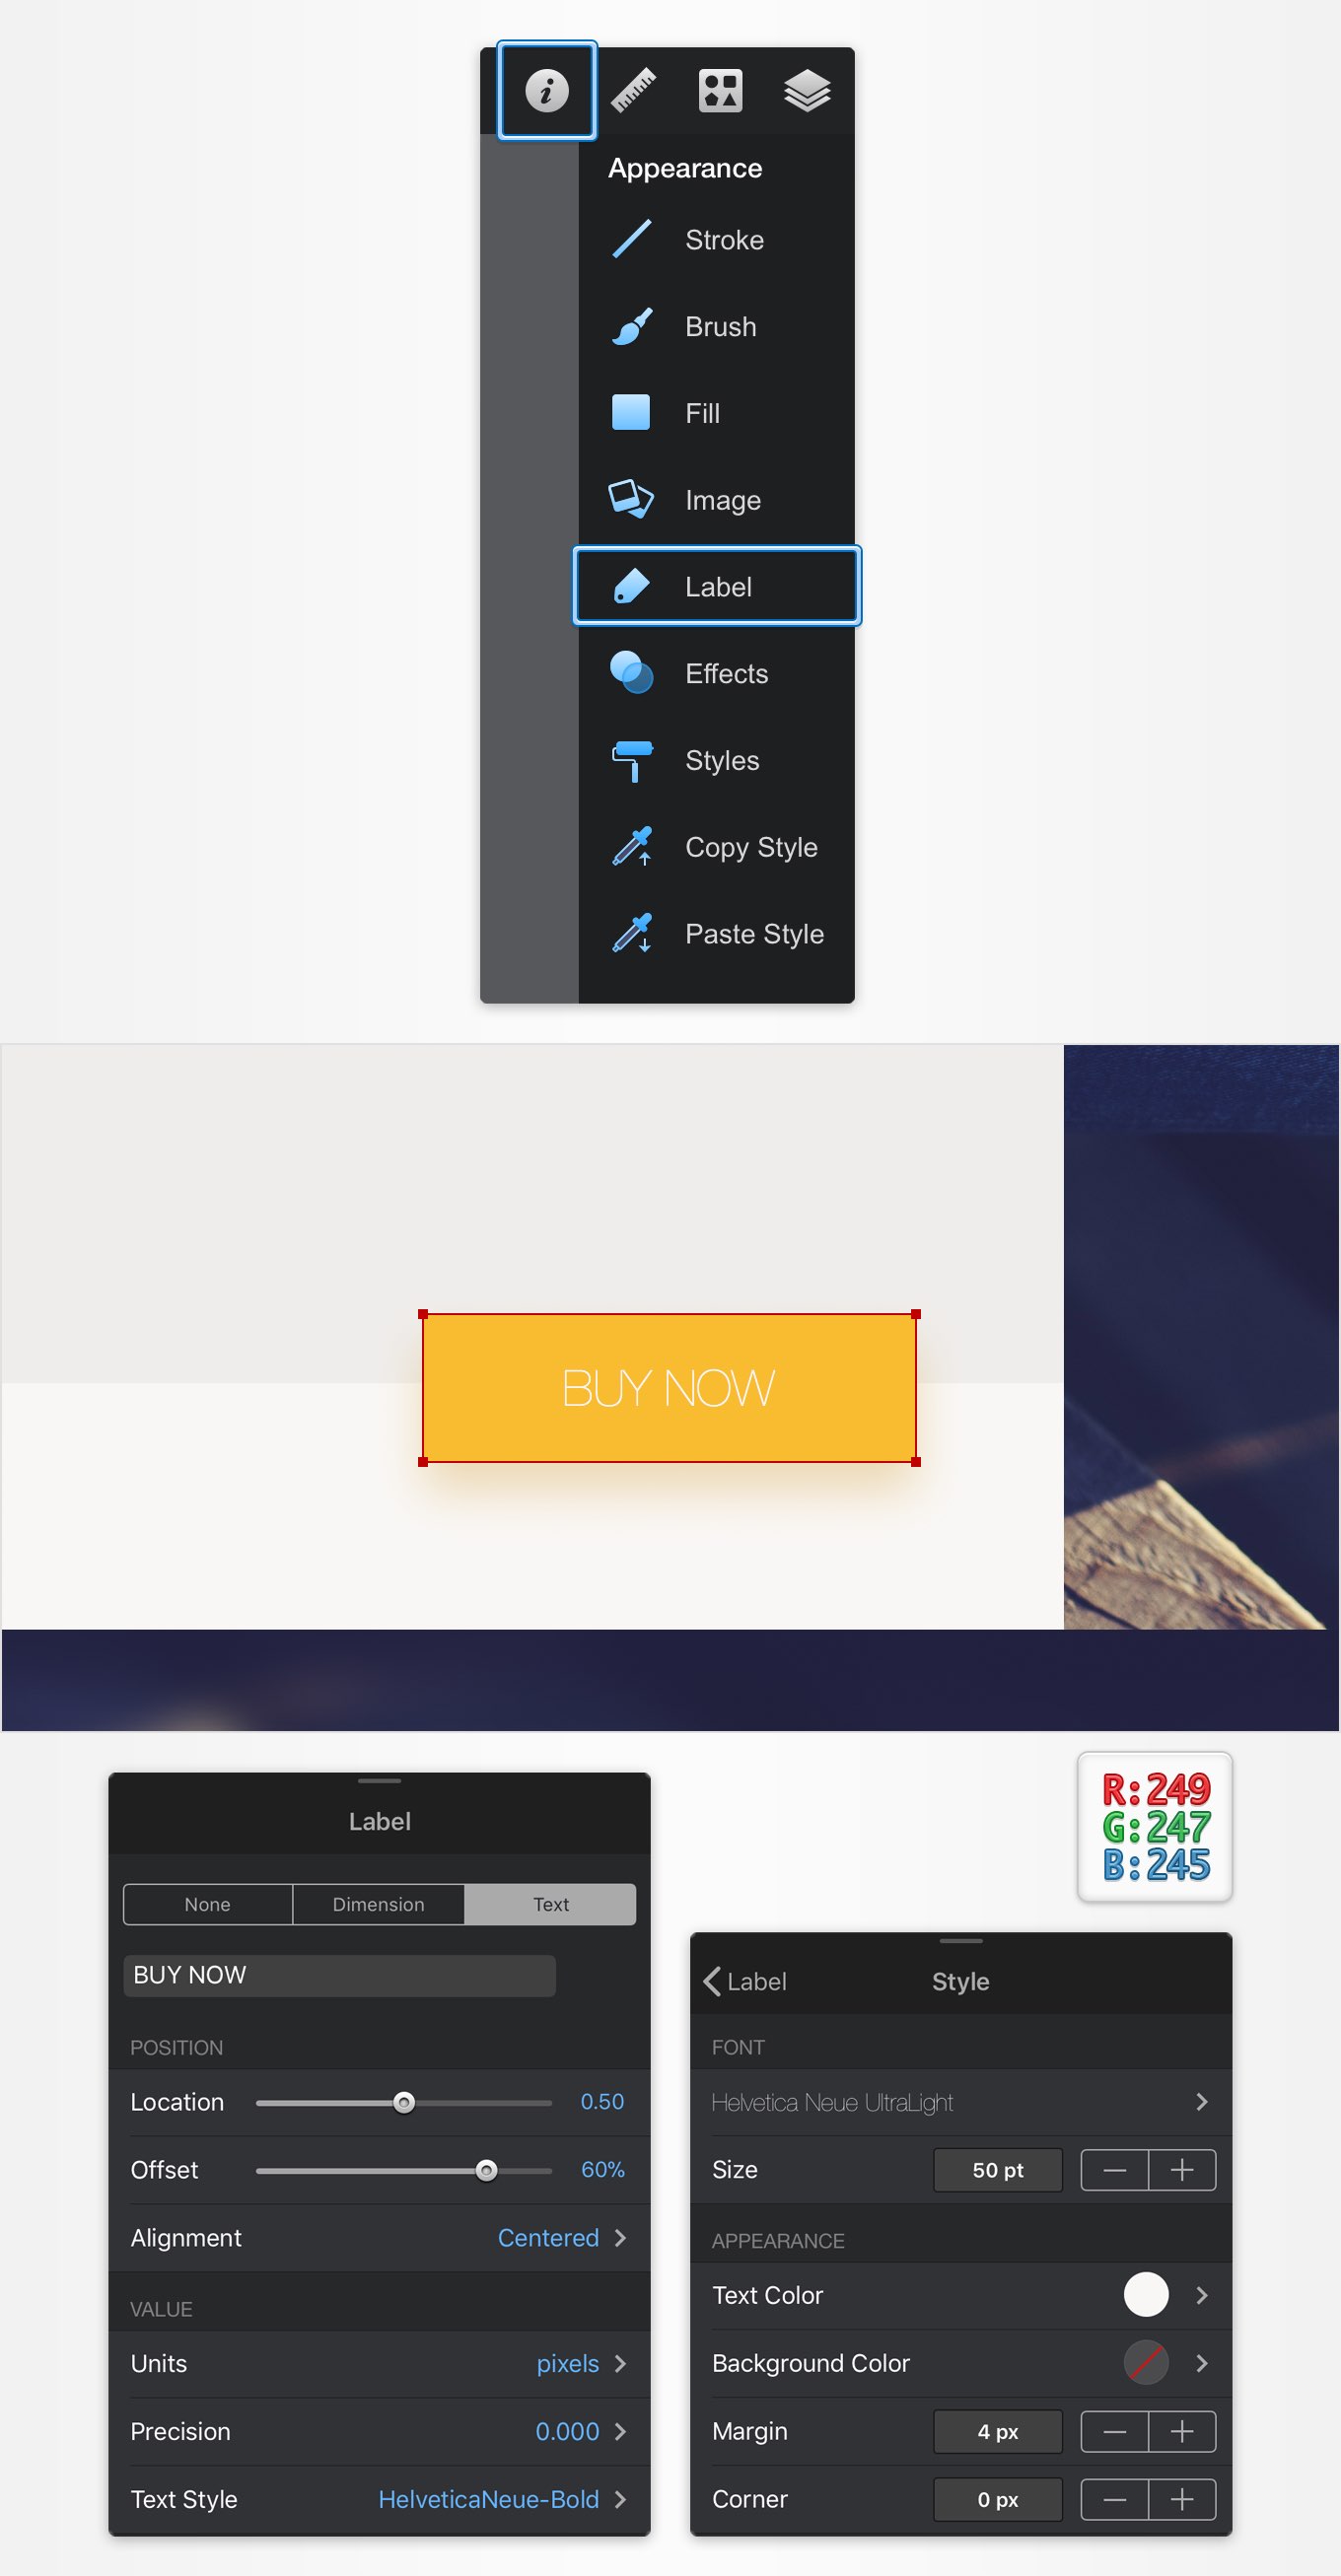 Appearance
Stroke
Brush
Fill
Image
Label
Effects
Styles
Copy Style
Paste Style
BUY NOW
Label
None Dimension Text
BUY NOW
POSITION
Location 0.50
Offset 60%
Alignment Centered
VALUE
Units pixels
Precision 0.000
Text Style HelveticaNeue-Bold
R:249
G:247
B:245
Label Style
FONT
Helvetica Neue UltraLight
Size 50 pt
APPEARANCE
Text Color
Background Color
Margin 4 px
Corner 0 px